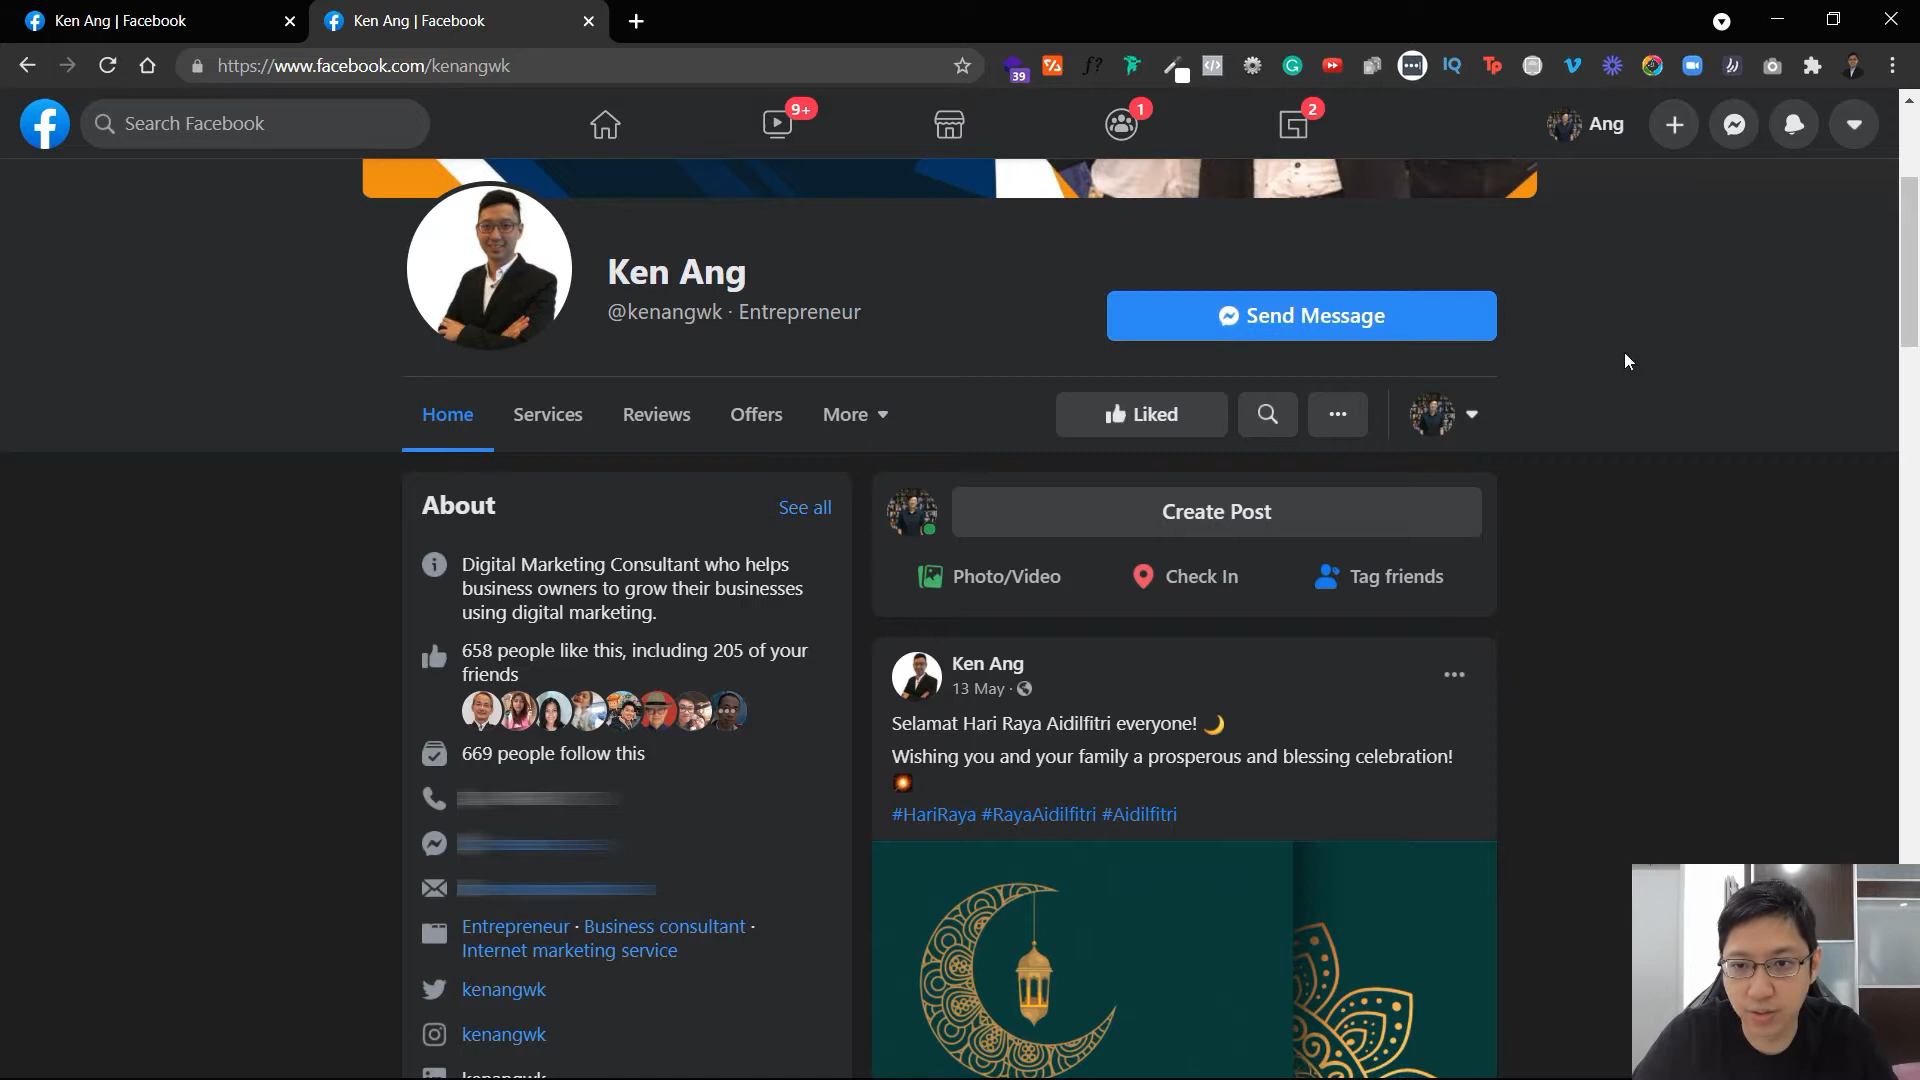 Ken Ang | Facebook
Ken Ang | Facebook
https://www.facebook.com/kenangwk
39
Search Facebook
9+
1
2
Ang
Ken Ang
@kenangwk · Entrepreneur
Send Message
Home
Services
Reviews
Offers
More
Liked
About
See all
Digital Marketing Consultant who helps
business owners to grow their businesses
using digital marketing.
658 people like this, including 205 of your
friends
669 people follow this
Entrepreneur · Business consultant ·
Internet marketing service
kenangwk
kenangwk
Create Post
Photo/Video
Check In
Tag friends
Ken Ang
13 May ·
Selamat Hari Raya Aidilfitri everyone! 🌙
Wishing you and your family a prosperous and blessing celebration!
#HariRaya #RayaAidilfitri #Aidilfitri